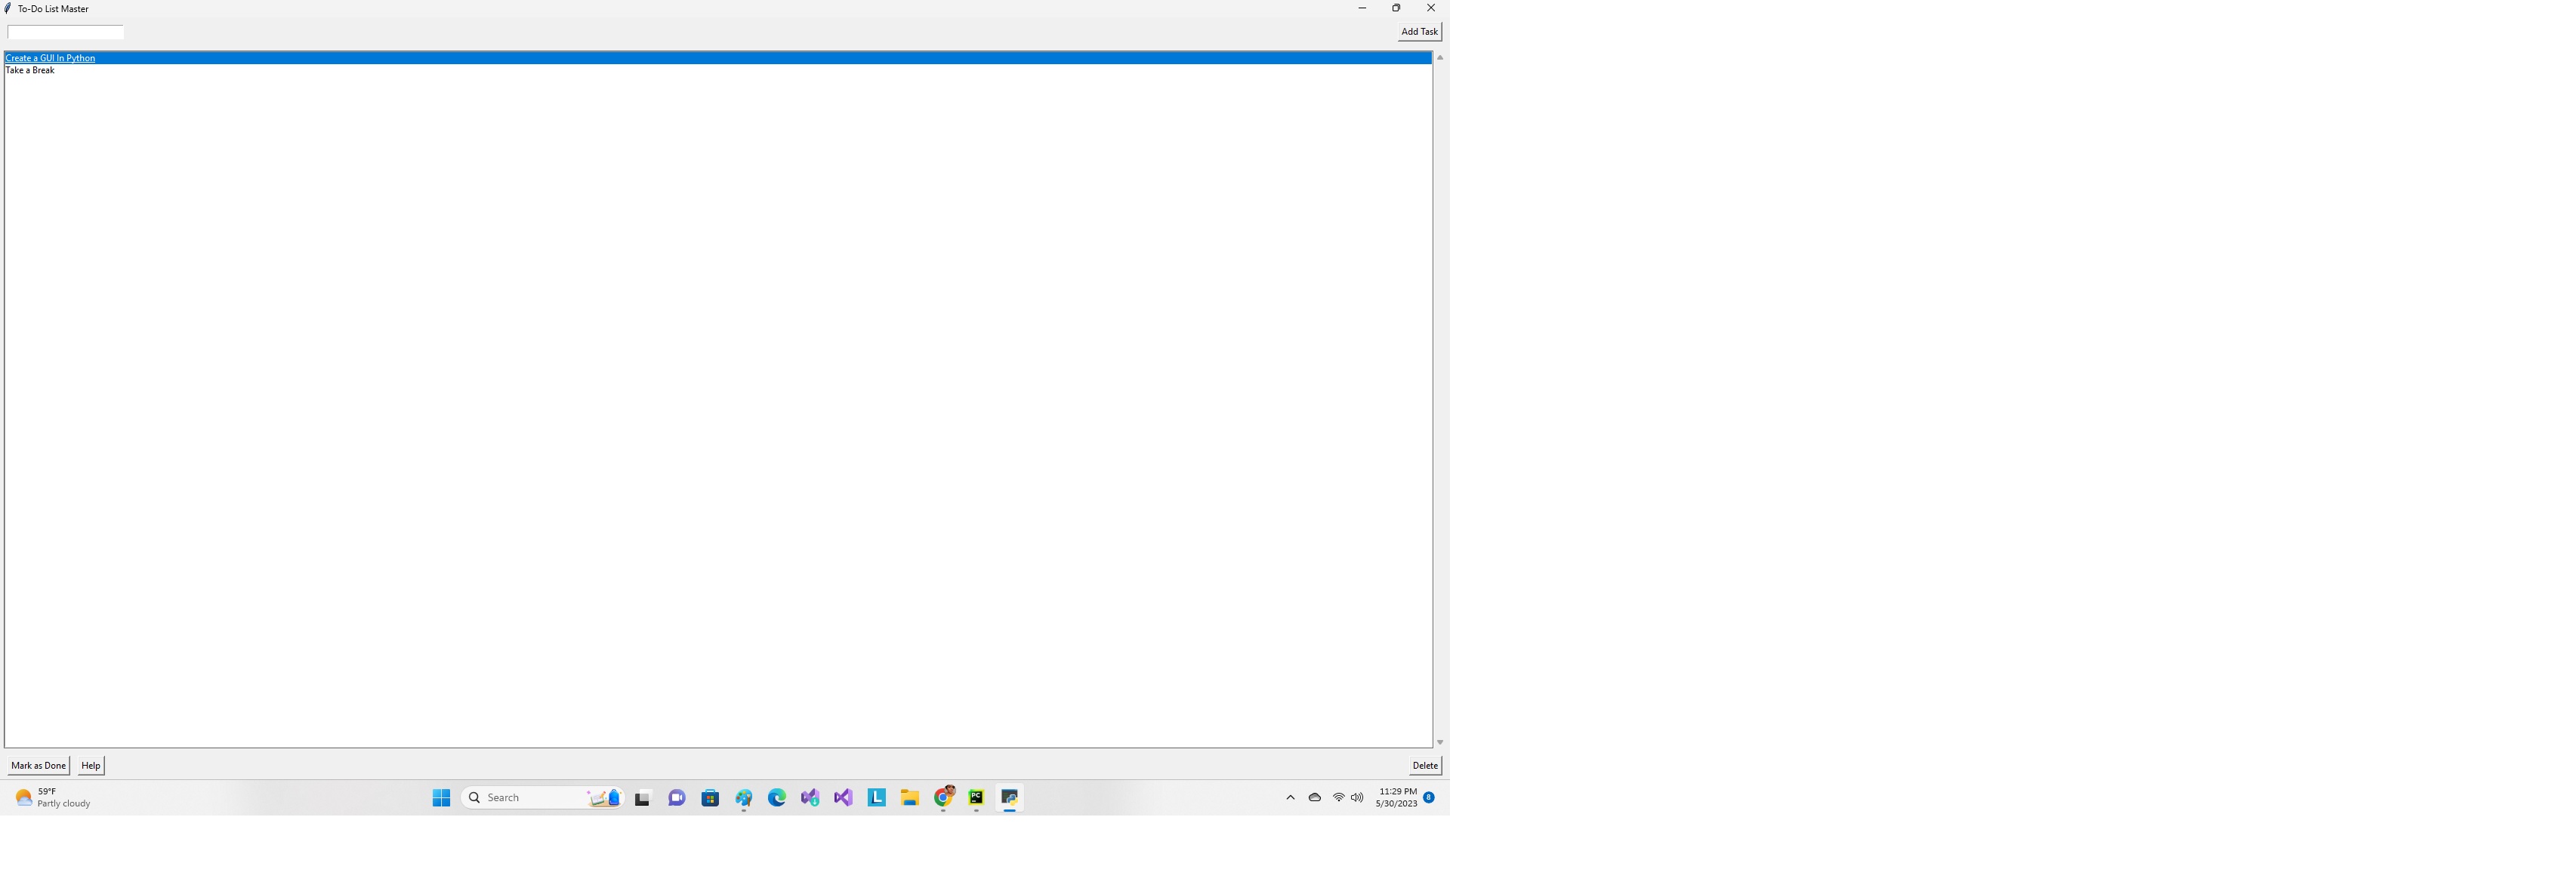 To-Do List Master
Add Task
Create a GUI In Python
Take a Break
Mark as Done
Help
Delete
59°F
Partly cloudy
Search
L
PC
11:29 PM
5/30/2023
8